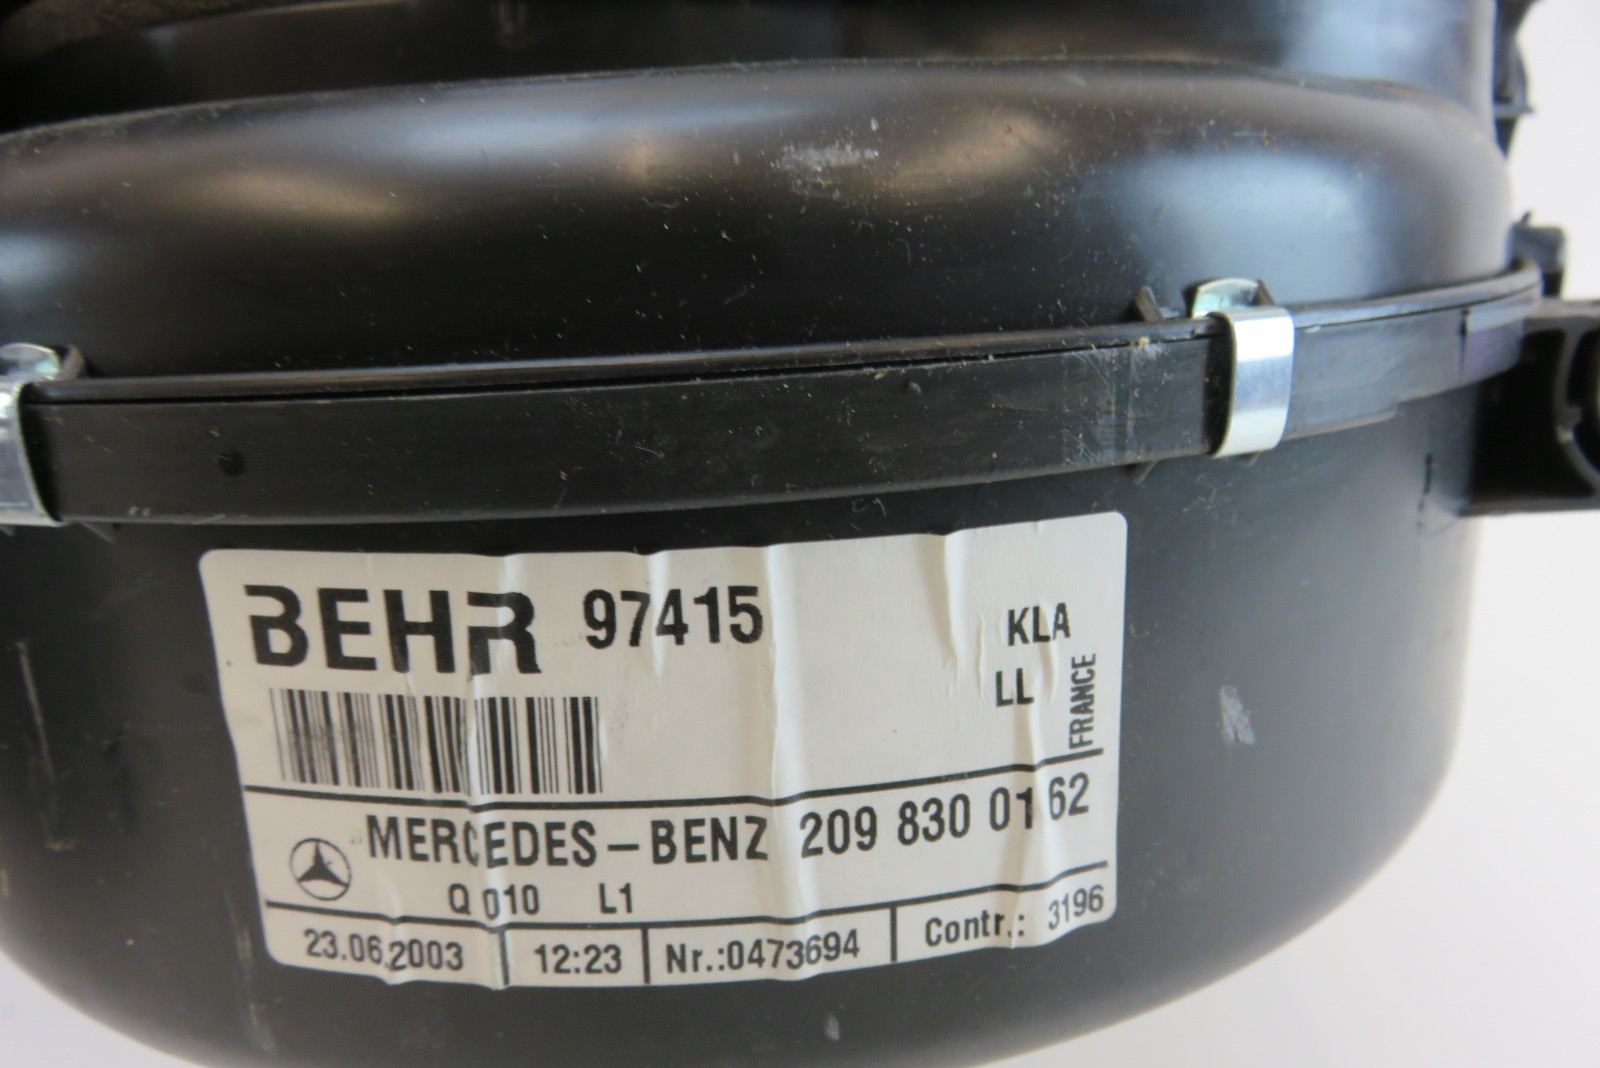 BEHR 97415
KLA
LL
FRANCE
MERCEDES-BENZ 209 830 01 62
Q 010 L1
23.06.2003 12:23 Nr.:0473694 Contr.: 3196